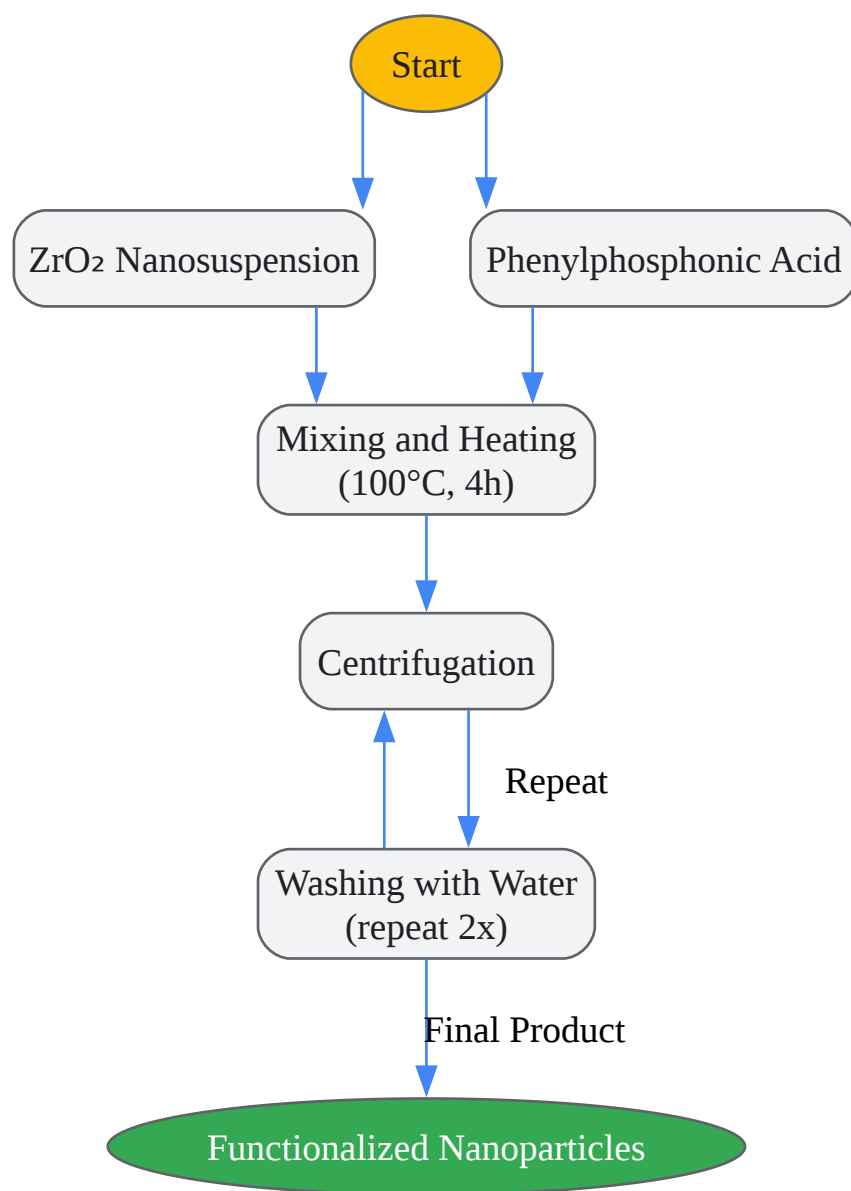 Start
ZrO₂ Nanosuspension
Phenylphosphonic Acid
Mixing and Heating
(100°C, 4h)
Centrifugation
Repeat
Washing with Water
(repeat 2x)
Final Product
Functionalized Nanoparticles